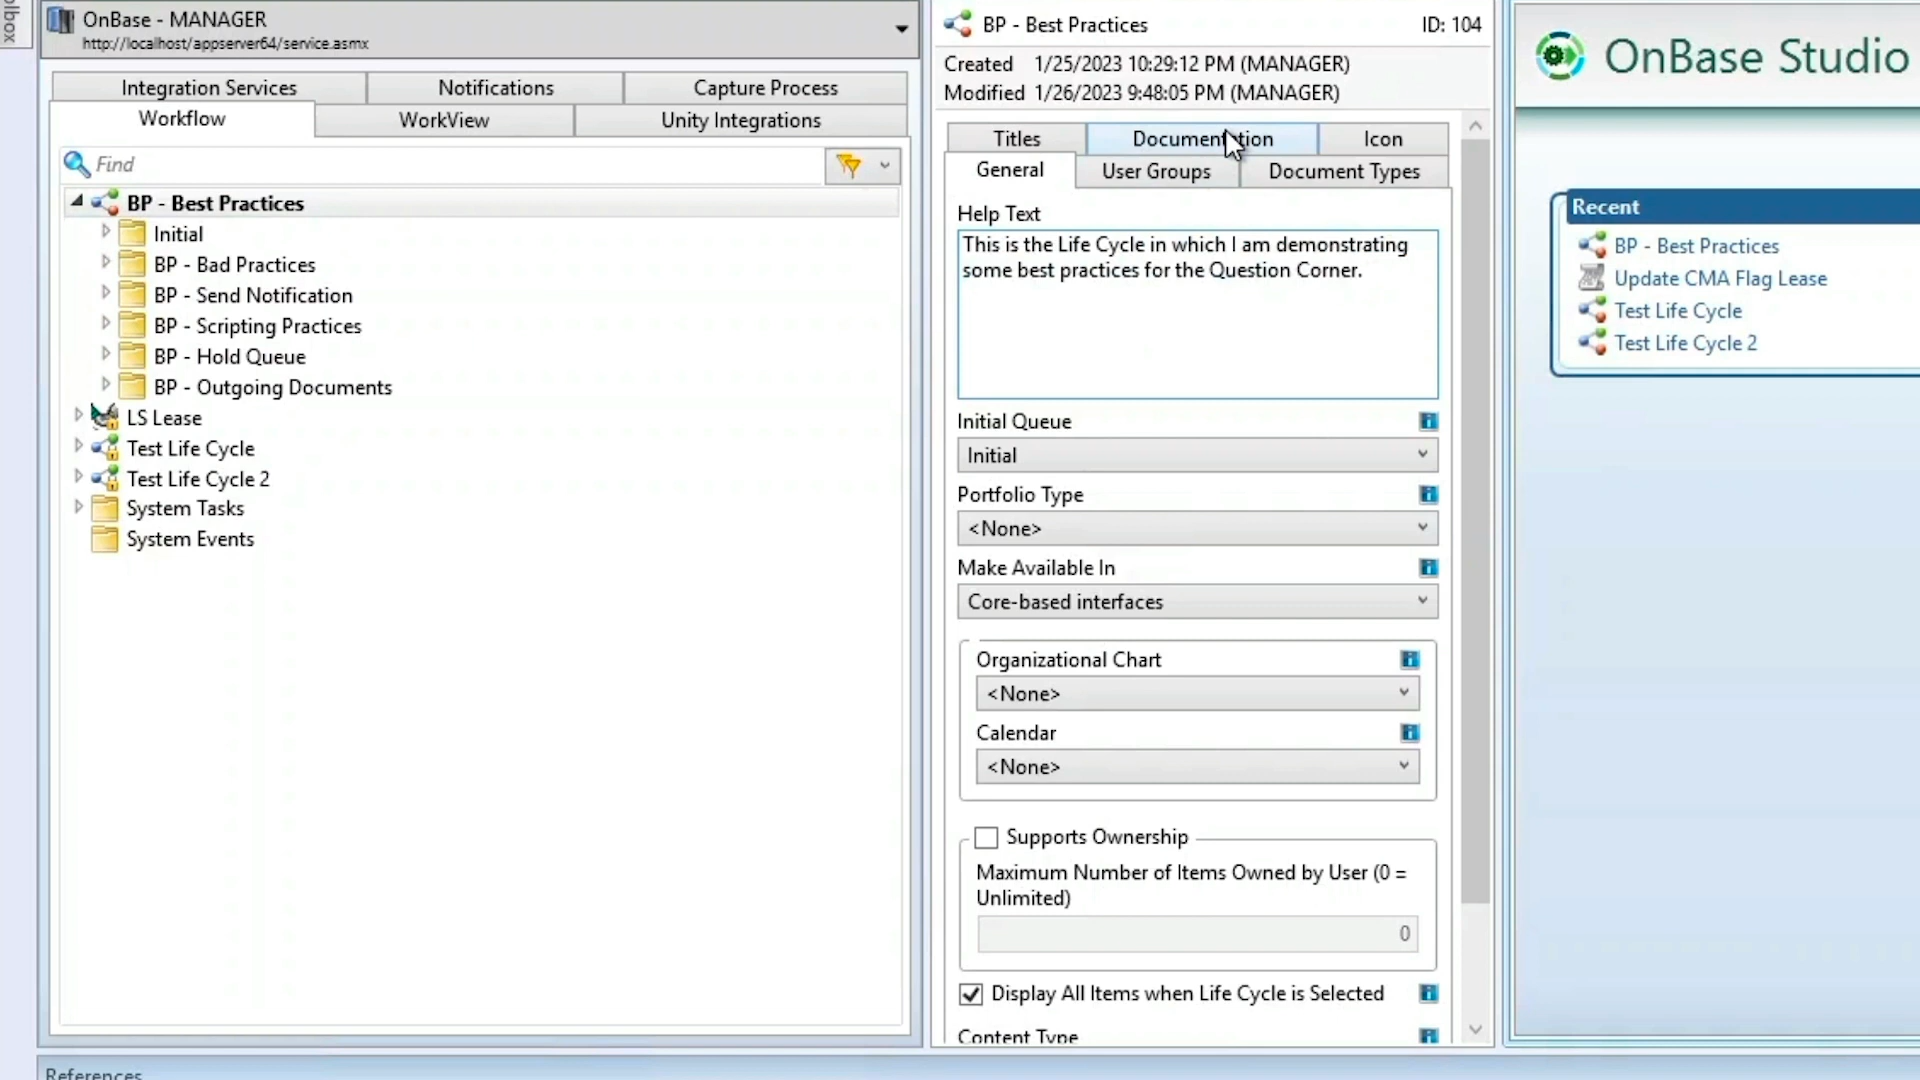 olbox
OnBase - MANAGER
http://localhost/appserver64/service.asmx
Integration Services
Notifications
Capture Process
Workflow
WorkView
Unity Integrations
Find
BP - Best Practices
Initial
BP - Bad Practices
BP - Send Notification
BP - Scripting Practices
BP - Hold Queue
BP - Outgoing Documents
LS Lease
Test Life Cycle
Test Life Cycle 2
System Tasks
System Events
References
BP - Best Practices
ID: 104
Created 1/25/2023 10:29:12 PM (MANAGER)
Modified 1/26/2023 9:48:05 PM (MANAGER)
Titles
Documentation
Icon
General
User Groups
Document Types
Help Text
This is the Life Cycle in which I am demonstrating
some best practices for the Question Corner.
Initial Queue
Initial
Portfolio Type
<None>
Make Available In
Core-based interfaces
Organizational Chart
<None>
Calendar
<None>
Supports Ownership
Maximum Number of Items Owned by User (0 =
Unlimited)
0
Display All Items when Life Cycle is Selected
Content Type
OnBase Studio
Recent
BP - Best Practices
Update CMA Flag Lease
Test Life Cycle
Test Life Cycle 2